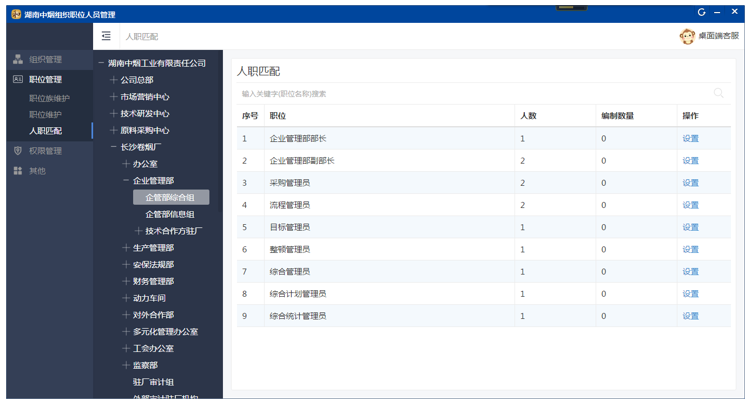 湖南中烟组织职位人员管理
人职匹配
桌面端客服
组织管理
职位管理
职位族维护
职位维护
人职匹配
权限管理
其他
湖南中烟工业有限责任公司
公司总部
市场营销中心
技术研发中心
原料采购中心
长沙卷烟厂
办公室
企业管理部
企管部综合组
企管部信息组
技术合作方驻厂
生产管理部
安保法规部
财务管理部
动力车间
对外合作部
多元化管理办公室
工会办公室
监察部
驻厂审计组
外聘审计驻厂机构
人职匹配
输入关键字(职位名称)搜索
序号 职位 人数 编制数量 操作
1 企业管理部部长 1 0 设置
2 企业管理部副部长 2 0 设置
3 采购管理员 2 0 设置
4 流程管理员 2 0 设置
5 目标管理员 1 0 设置
6 整顿管理员 1 0 设置
7 综合管理员 1 0 设置
8 综合计划管理员 1 0 设置
9 综合统计管理员 1 0 设置